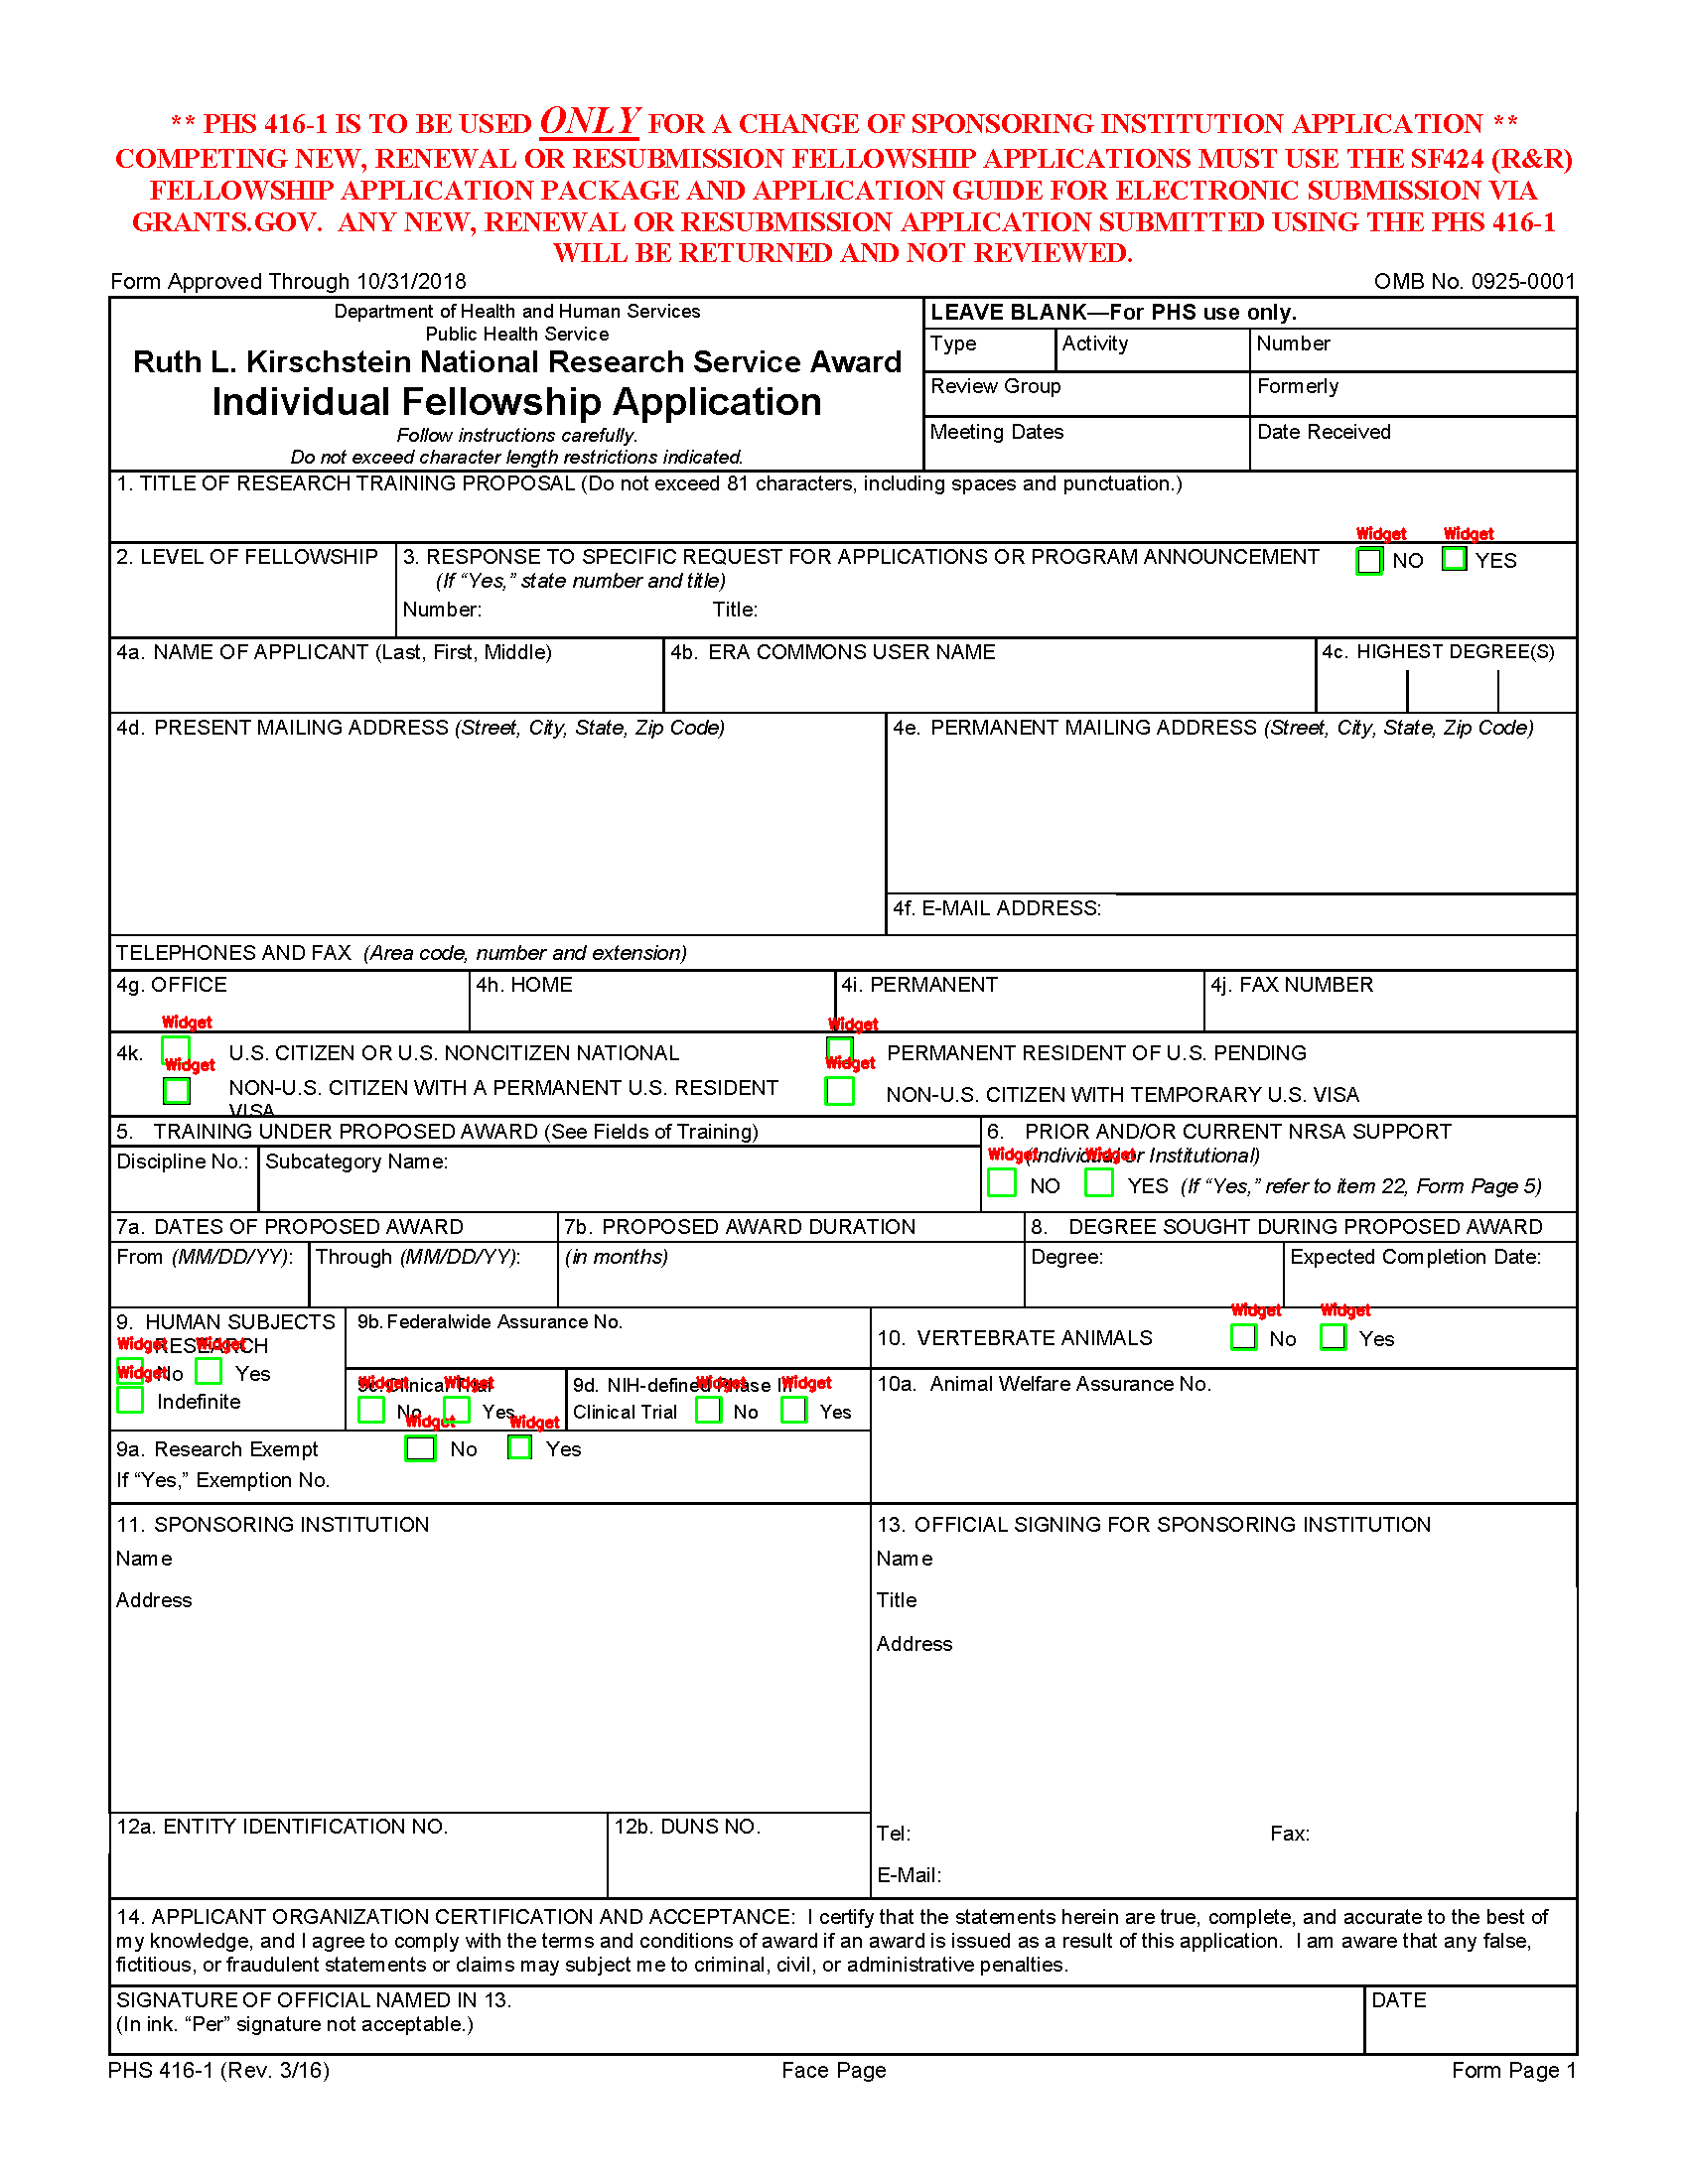 ** PHS 416-1 IS TO BE USED ONLY FOR A CHANGE OF SPONSORING INSTITUTION APPLICATION **
COMPETING NEW, RENEWAL OR RESUBMISSION FELLOWSHIP APPLICATIONS MUST USE THE SF424 (R&R)
FELLOWSHIP APPLICATION PACKAGE AND APPLICATION GUIDE FOR ELECTRONIC SUBMISSION VIA
GRANTS.GOV. ANY NEW, RENEWAL OR RESUBMISSION APPLICATION SUBMITTED USING THE PHS 416-1
WILL BE RETURNED AND NOT REVIEWED.
Form Approved Through 10/31/2018 OMB No. 0925-0001
Department of Health and Human Services
Public Health Service
Ruth L. Kirschstein National Research Service Award
Individual Fellowship Application
Follow instructions carefully.
Do not exceed character length restrictions indicated.
LEAVE BLANK—For PHS use only.
Type Activity Number
Review Group Formerly
Meeting Dates Date Received
1. TITLE OF RESEARCH TRAINING PROPOSAL (Do not exceed 81 characters, including spaces and punctuation.)
Widget Widget
2. LEVEL OF FELLOWSHIP 3. RESPONSE TO SPECIFIC REQUEST FOR APPLICATIONS OR PROGRAM ANNOUNCEMENT NO YES
(If “Yes,” state number and title)
Number: Title:
4a. NAME OF APPLICANT (Last, First, Middle) 4b. ERA COMMONS USER NAME 4c. HIGHEST DEGREE(S)
4d. PRESENT MAILING ADDRESS (Street, City, State, Zip Code) 4e. PERMANENT MAILING ADDRESS (Street, City, State, Zip Code)
4f. E-MAIL ADDRESS:
TELEPHONES AND FAX (Area code, number and extension)
4g. OFFICE 4h. HOME 4i. PERMANENT 4j. FAX NUMBER
Widget Widget
4k. U.S. CITIZEN OR U.S. NONCITIZEN NATIONAL PERMANENT RESIDENT OF U.S. PENDING
Widget Widget
NON-U.S. CITIZEN WITH A PERMANENT U.S. RESIDENT VISA NON-U.S. CITIZEN WITH TEMPORARY U.S. VISA
5. TRAINING UNDER PROPOSED AWARD (See Fields of Training) 6. PRIOR AND/OR CURRENT NRSA SUPPORT
Discipline No.: Subcategory Name: Widget Widget (Individual or Institutional)
NO YES (If “Yes,” refer to item 22, Form Page 5)
7a. DATES OF PROPOSED AWARD 7b. PROPOSED AWARD DURATION 8. DEGREE SOUGHT DURING PROPOSED AWARD
From (MM/DD/YY): Through (MM/DD/YY): (in months) Degree: Expected Completion Date:
Widget Widget
9. HUMAN SUBJECTS 9b. Federalwide Assurance No. 10. VERTEBRATE ANIMALS No Yes
Widget RESEARCH Widget
Widget No Yes
Indefinite
Widget Widget Widget Widget
9c. Clinical Trial 9d. NIH-defined Phase III 10a. Animal Welfare Assurance No.
No Yes Clinical Trial No Yes
Widget Widget
9a. Research Exempt No Yes
If “Yes,” Exemption No.
11. SPONSORING INSTITUTION 13. OFFICIAL SIGNING FOR SPONSORING INSTITUTION
Name Name
Address Title
Address
12a. ENTITY IDENTIFICATION NO. 12b. DUNS NO. Tel: Fax:
E-Mail:
14. APPLICANT ORGANIZATION CERTIFICATION AND ACCEPTANCE: I certify that the statements herein are true, complete, and accurate to the best of
my knowledge, and I agree to comply with the terms and conditions of award if an award is issued as a result of this application. I am aware that any false,
fictitious, or fraudulent statements or claims may subject me to criminal, civil, or administrative penalties.
SIGNATURE OF OFFICIAL NAMED IN 13. DATE
(In ink. “Per” signature not acceptable.)
PHS 416-1 (Rev. 3/16) Face Page Form Page 1